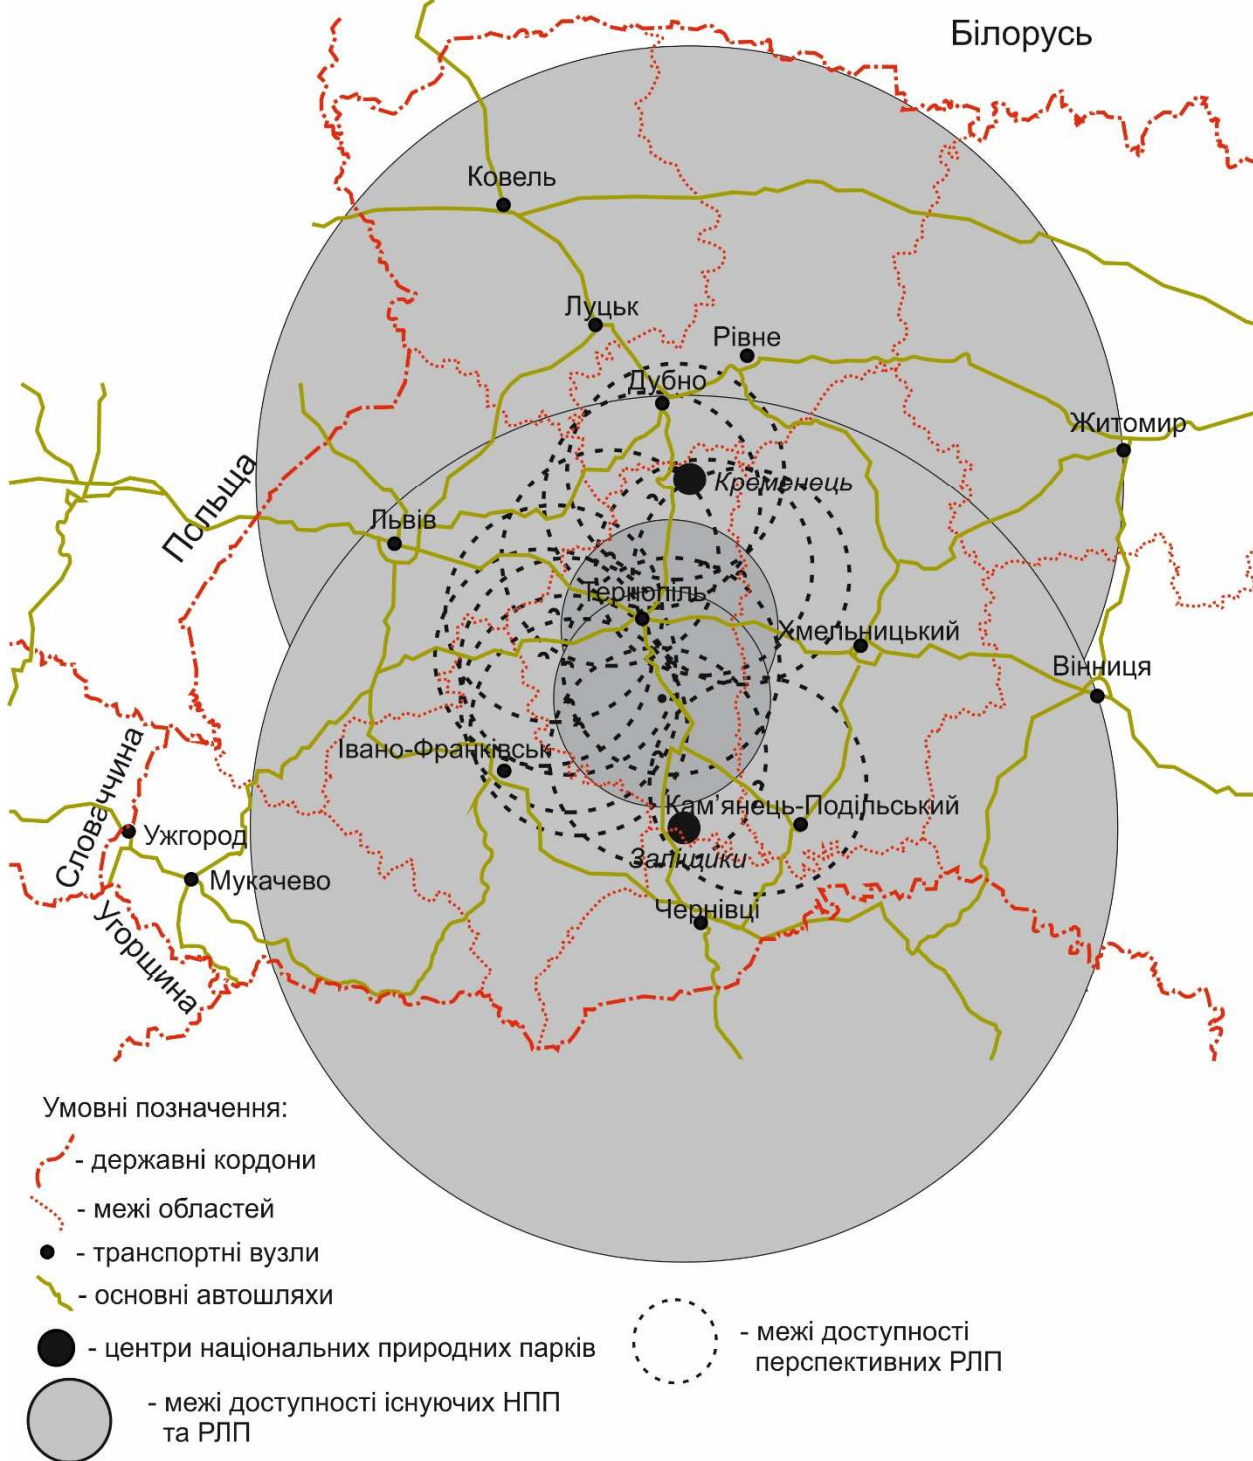 Білорусь
Ковель
Луцьк
Рівне
Дубно
Житомир
Кременець
Польща
Львів
Тернопіль
Хмельницький
Вінниця
Івано-Франківськ
Словаччина
Кам’янець-Подільський
Ужгород
Заліщики
Мукачево
Чернівці
Угорщина
Умовні позначення:
- державні кордони
- межі областей
- транспортні вузли
- основні автошляхи
- центри національних природних парків
- межі доступності
перспективних РЛП
- межі доступності існуючих НПП
та РЛП